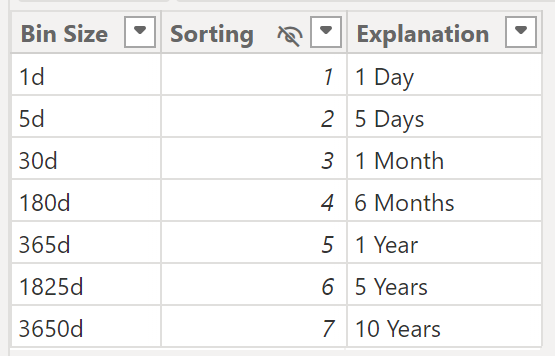 Bin Size Sorting Explanation
1d 1 1 Day
5d 2 5 Days
30d 3 1 Month
180d 4 6 Months
365d 5 1 Year
1825d 6 5 Years
3650d 7 10 Years